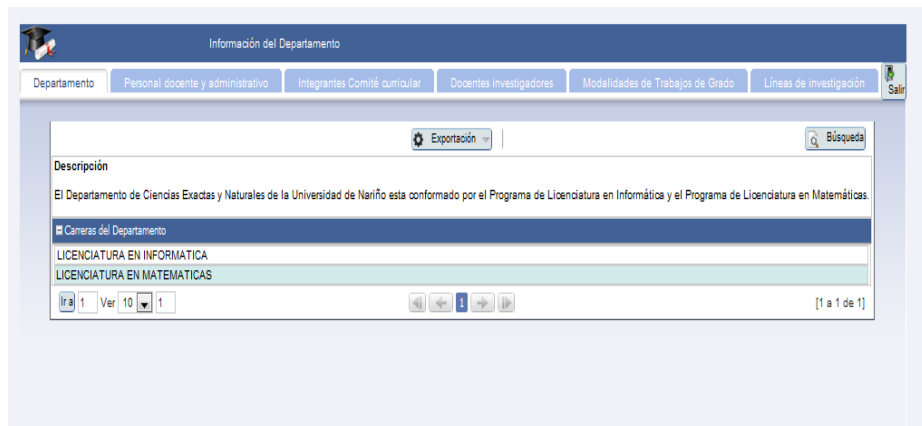 Información del Departamento
Departamento Personal docente y administrativo Integrantes Comité curricular Docentes investigadores Modalidades de Trabajos de Grado Líneas de investigación Salir
Exportación Búsqueda
Descripción
El Departamento de Ciencias Exactas y Naturales de la Universidad de Nariño esta conformado por el Programa de Licenciatura en Informática y el Programa de Licenciatura en Matemáticas.
Carreras del Departamento
LICENCIATURA EN INFORMATICA
LICENCIATURA EN MATEMATICAS
Ir a 1 Ver 10 1 1 [1 a 1 de 1]